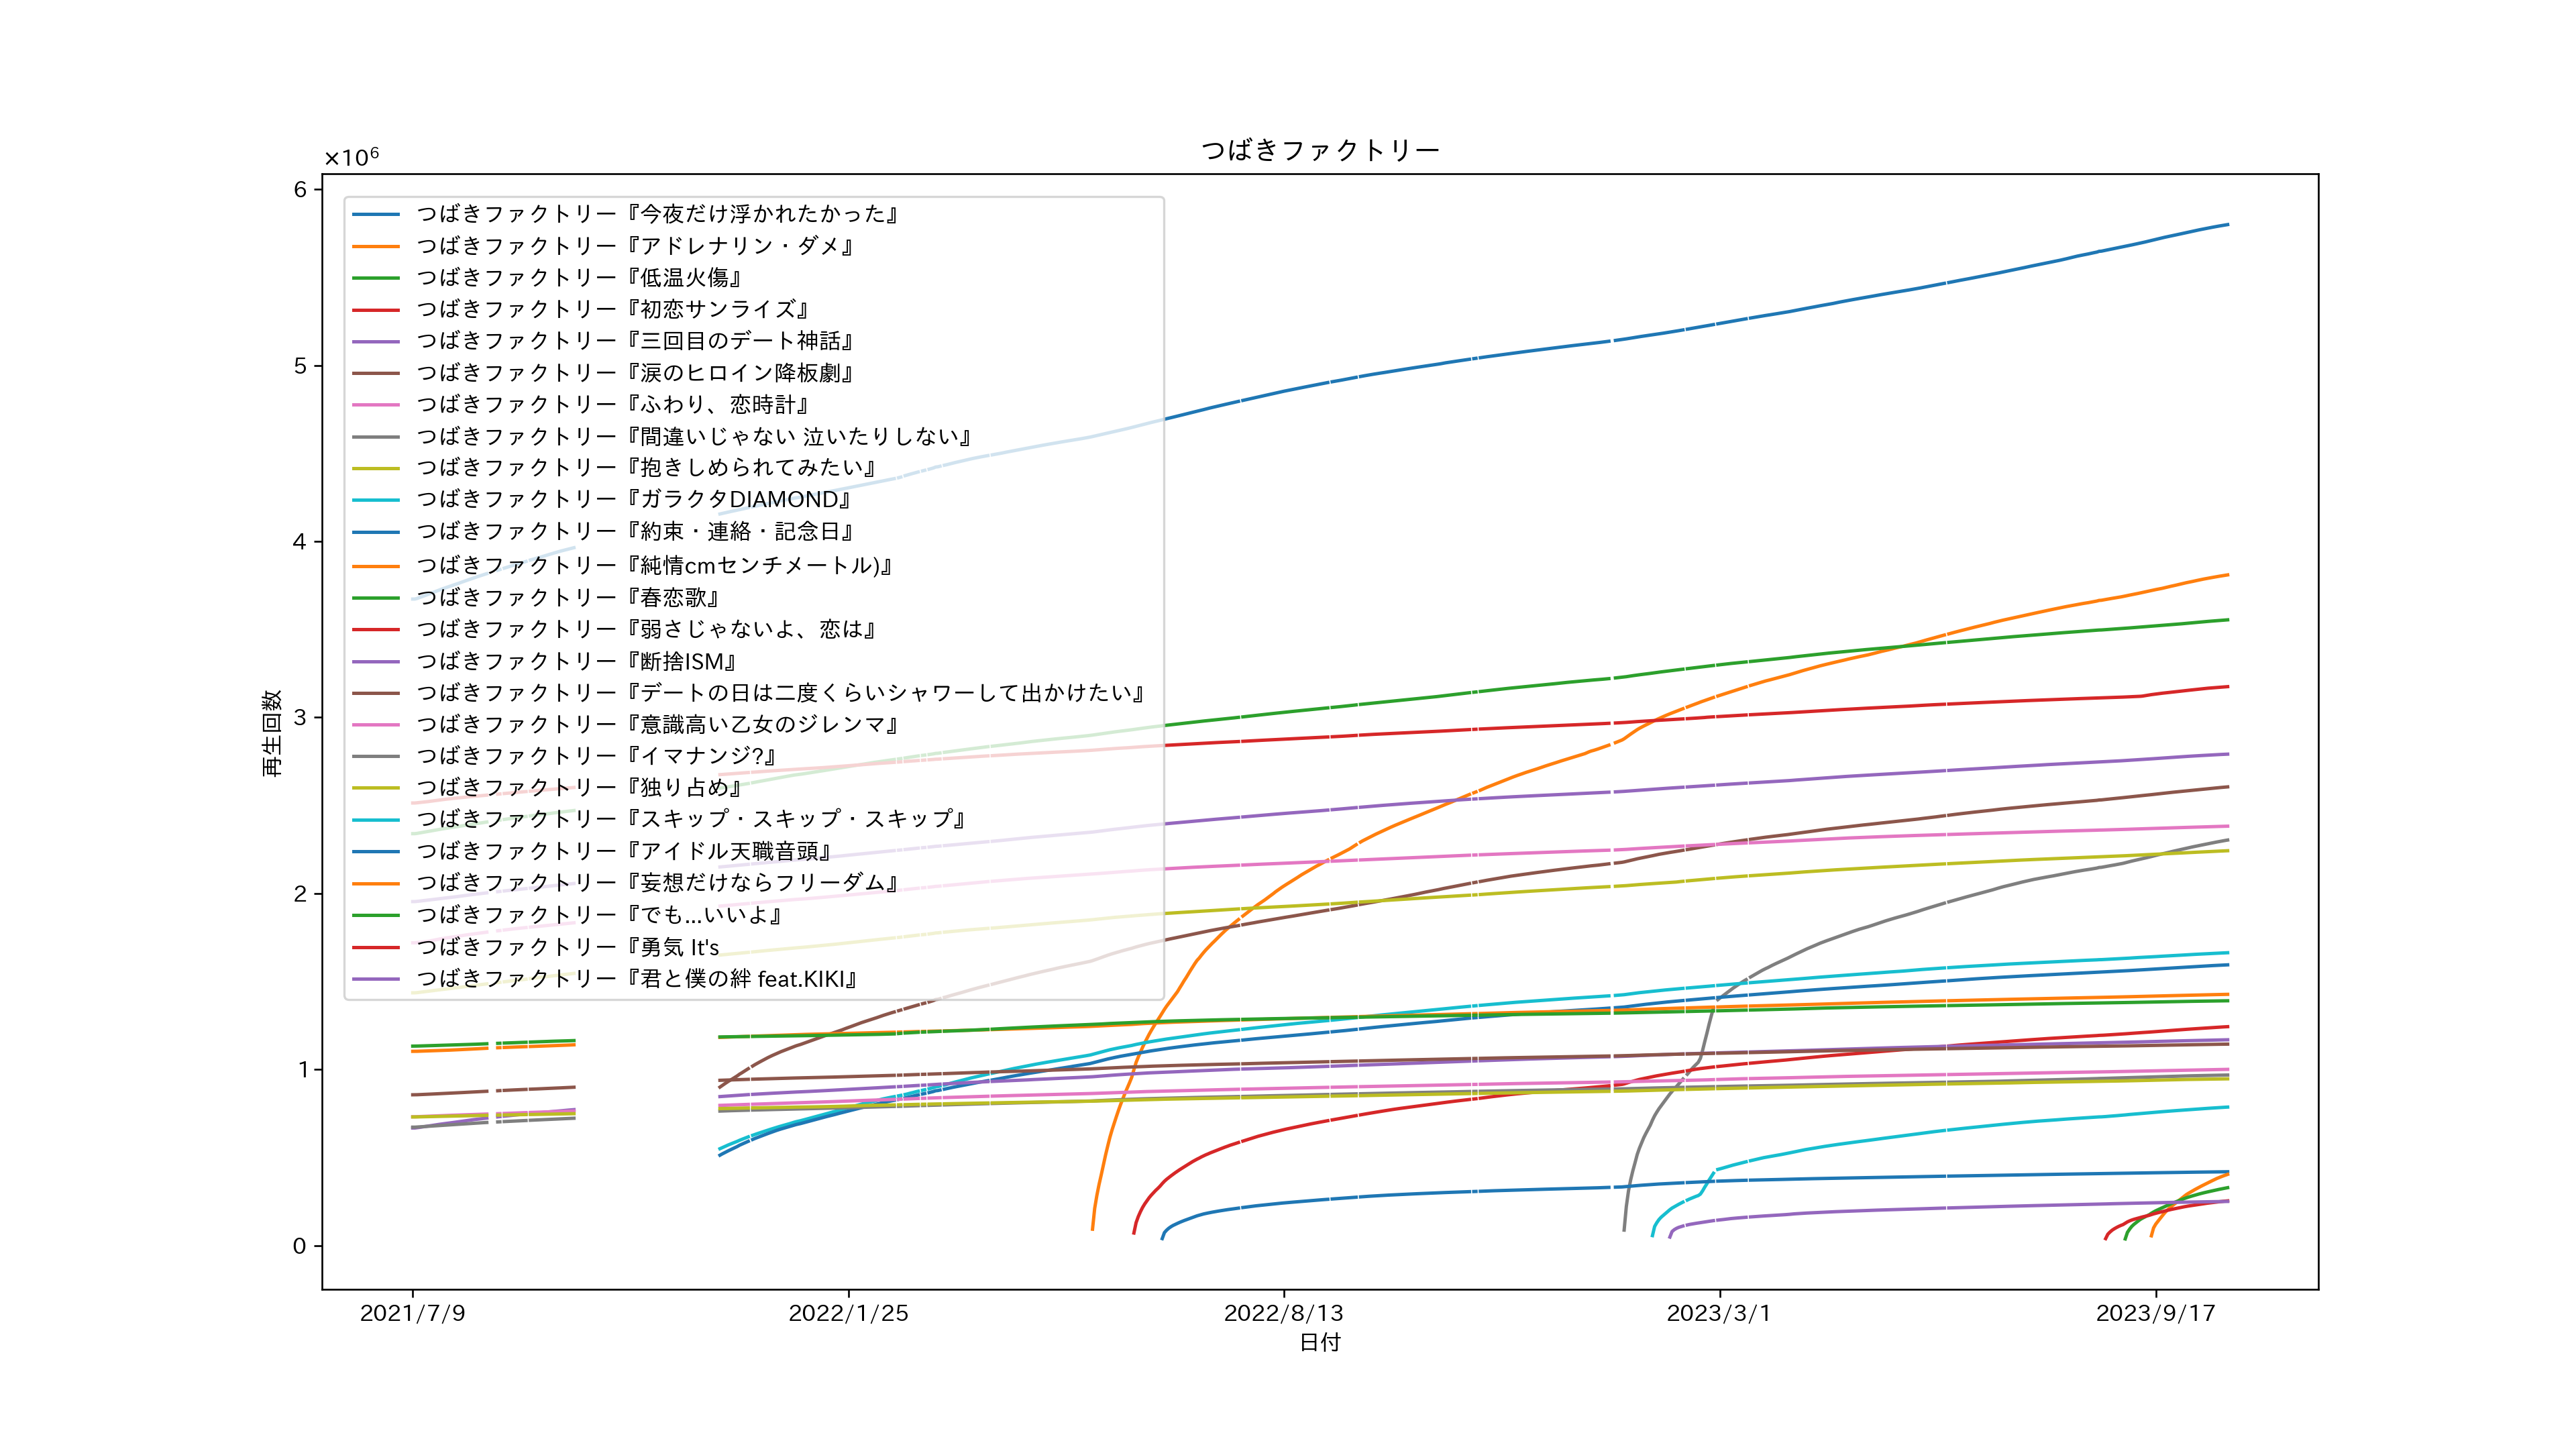 つばきファクトリー
×10⁶
6
5
4
3
2
1
0
再生回数
つばきファクトリー『今夜だけ浮かれたかった』
つばきファクトリー『アドレナリン・ダメ』
つばきファクトリー『低温火傷』
つばきファクトリー『初恋サンライズ』
つばきファクトリー『三回目のデート神話』
つばきファクトリー『涙のヒロイン降板劇』
つばきファクトリー『ふわり、恋時計』
つばきファクトリー『間違いじゃない 泣いたりしない』
つばきファクトリー『抱きしめられてみたい』
つばきファクトリー『ガラクタDIAMOND』
つばきファクトリー『約束・連絡・記念日』
つばきファクトリー『純情cmセンチメートル)』
つばきファクトリー『春恋歌』
つばきファクトリー『弱さじゃないよ、恋は』
つばきファクトリー『断捨ISM』
つばきファクトリー『デートの日は二度くらいシャワーして出かけたい』
つばきファクトリー『意識高い乙女のジレンマ』
つばきファクトリー『イマナンジ?』
つばきファクトリー『独り占め』
つばきファクトリー『スキップ・スキップ・スキップ』
つばきファクトリー『アイドル天職音頭』
つばきファクトリー『妄想だけならフリーダム』
つばきファクトリー『でも...いいよ』
つばきファクトリー『勇気 It's
つばきファクトリー『君と僕の絆 feat.KIKI』
2021/7/9
2022/1/25
2022/8/13
2023/3/1
2023/9/17
日付